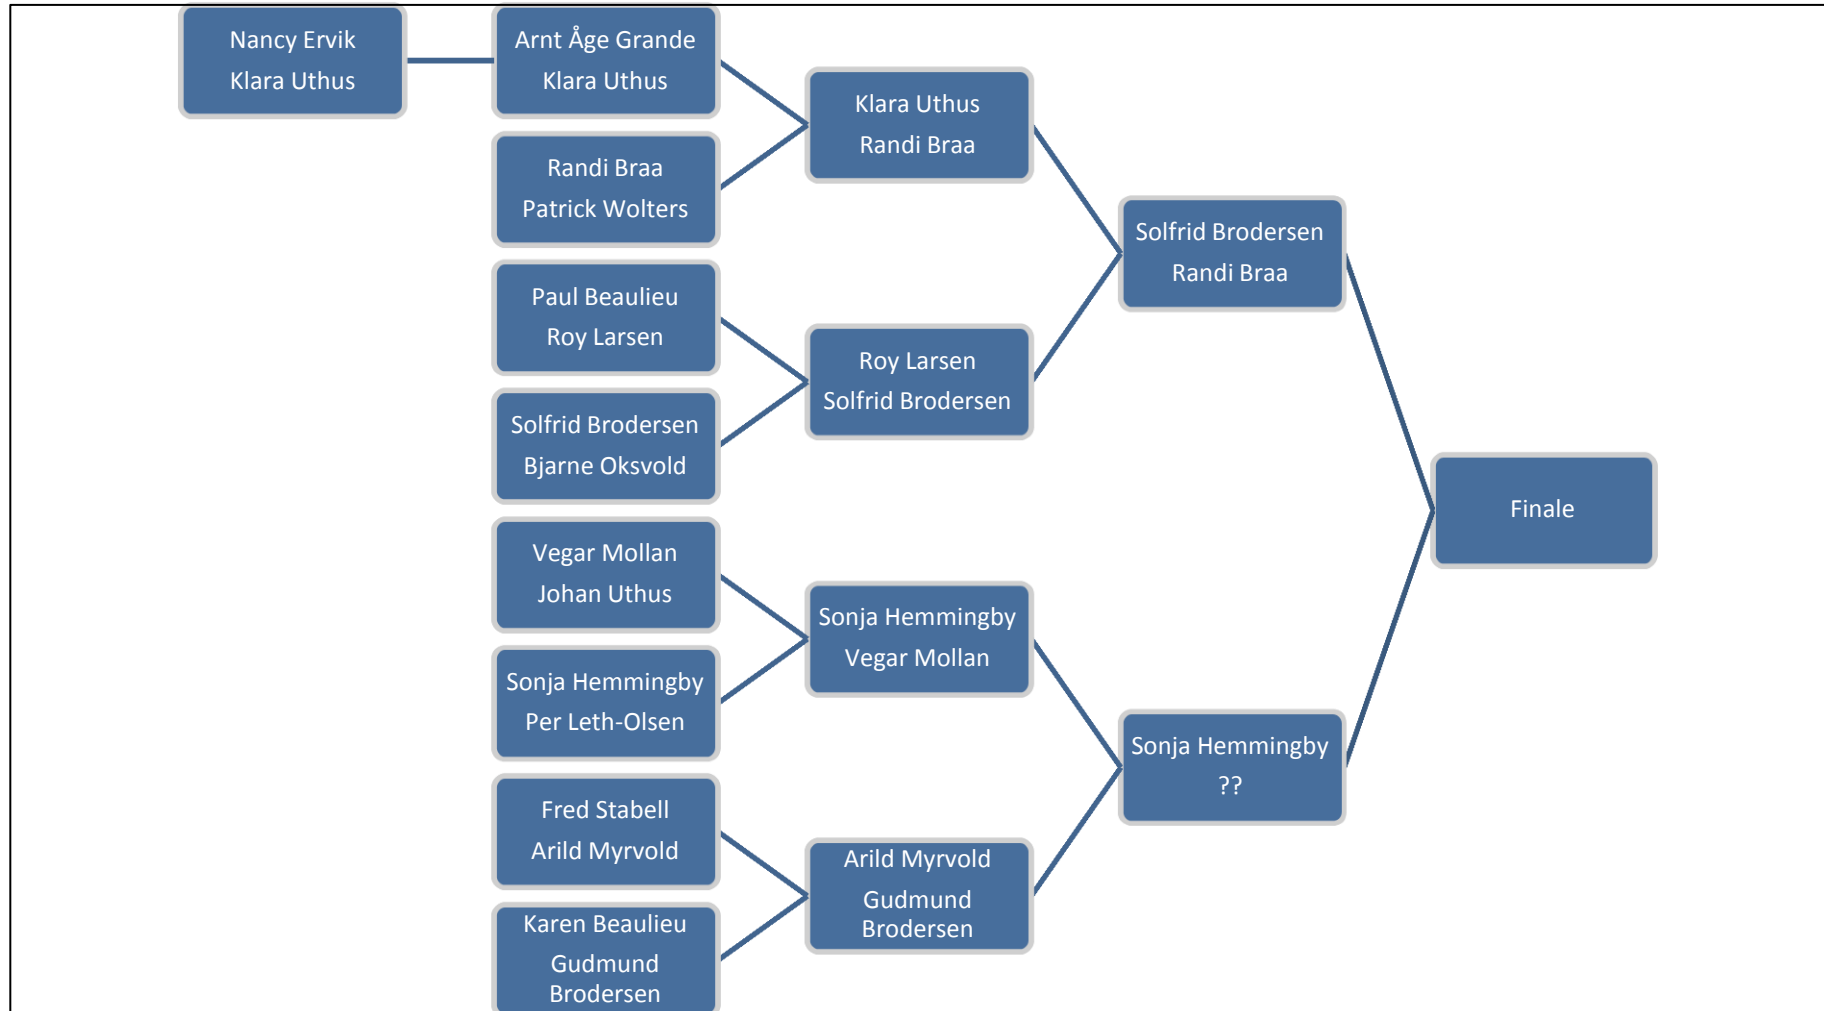 Nancy Ervik
Klara Uthus
Arnt Åge Grande
Klara Uthus
Randi Braa
Patrick Wolters
Paul Beaulieu
Roy Larsen
Solfrid Brodersen
Bjarne Oksvold
Vegar Mollan
Johan Uthus
Sonja Hemmingby
Per Leth-Olsen
Fred Stabell
Arild Myrvold
Karen Beaulieu
Gudmund
Brodersen
Klara Uthus
Randi Braa
Roy Larsen
Solfrid Brodersen
Sonja Hemmingby
Vegar Mollan
Arild Myrvold
Gudmund
Brodersen
Solfrid Brodersen
Randi Braa
Sonja Hemmingby
??
Finale